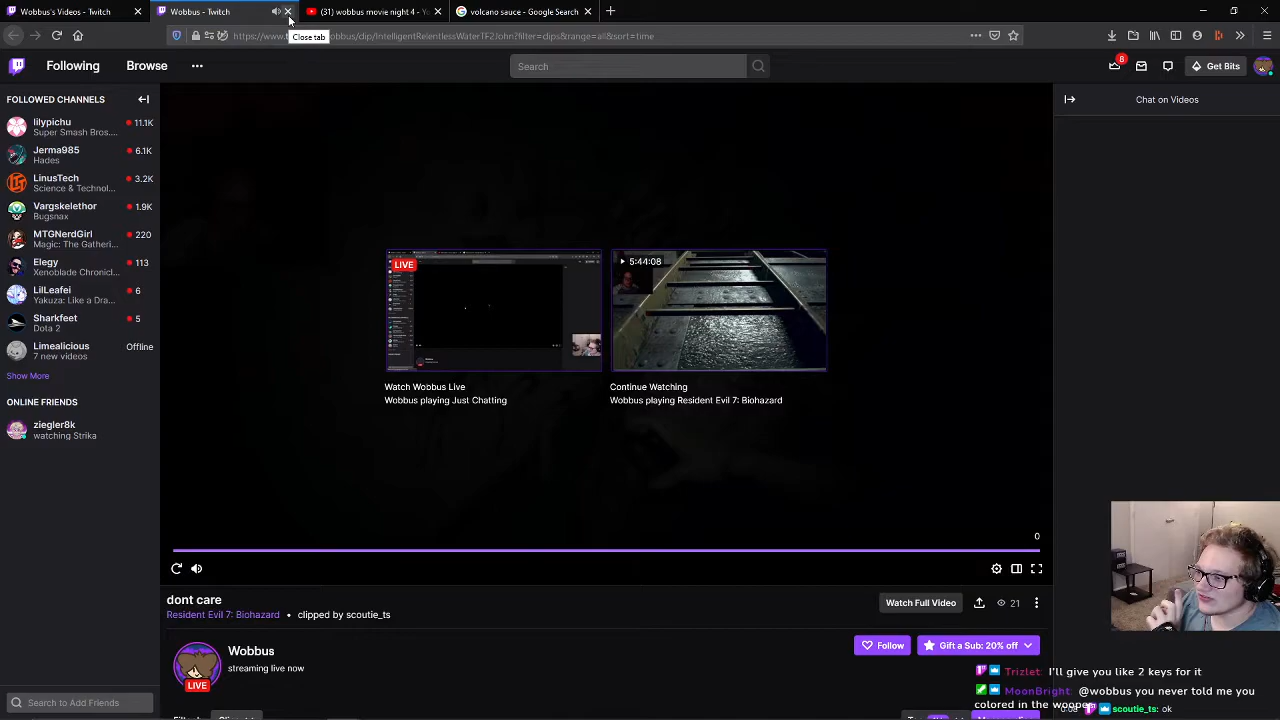 Wobbus's Videos - Twitch
Wobbus - Twitch
(31) wobbus movie night 4 - Yo
volcano sauce - Google Search
Close tab
Following
Browse
Search
8
Get Bits
FOLLOWED CHANNELS
lilypichu
Super Smash Bros....
11.1K
Jerma985
Hades
6.1K
LinusTech
Science & Technol...
3.2K
Vargskelethor
Bugsnax
1.9K
MTGNerdGirl
Magic: The Gatheri...
220
Elegy
Xenoblade Chronicl...
113
LilLeafei
Yakuza: Like a Dra...
6
Sharkfeet
Dota 2
5
Limealicious
7 new videos
Offline
Show More
ONLINE FRIENDS
ziegler8k
watching Strika
Search to Add Friends
Chat on Videos
LIVE
Watch Wobbus Live
Wobbus playing Just Chatting
5:44:08
Continue Watching
Wobbus playing Resident Evil 7: Biohazard
0
dont care
Resident Evil 7: Biohazard • clipped by scoutie_ts
Watch Full Video
21
Wobbus
streaming live now
LIVE
Follow
Gift a Sub: 20% off
Trizlet: I'll give you like 2 keys for it
MoonBright: @wobbus you never told me you
colored in the woopes
scoutie_ts: ok